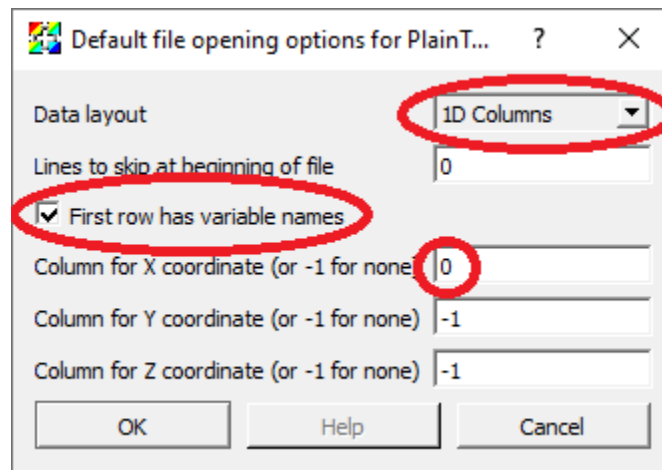 Default file opening options for PlainT...
Data layout 1D Columns
Lines to skip at beginning of file 0
First row has variable names
Column for X coordinate (or -1 for none) 0
Column for Y coordinate (or -1 for none) -1
Column for Z coordinate (or -1 for none) -1
OK Help Cancel